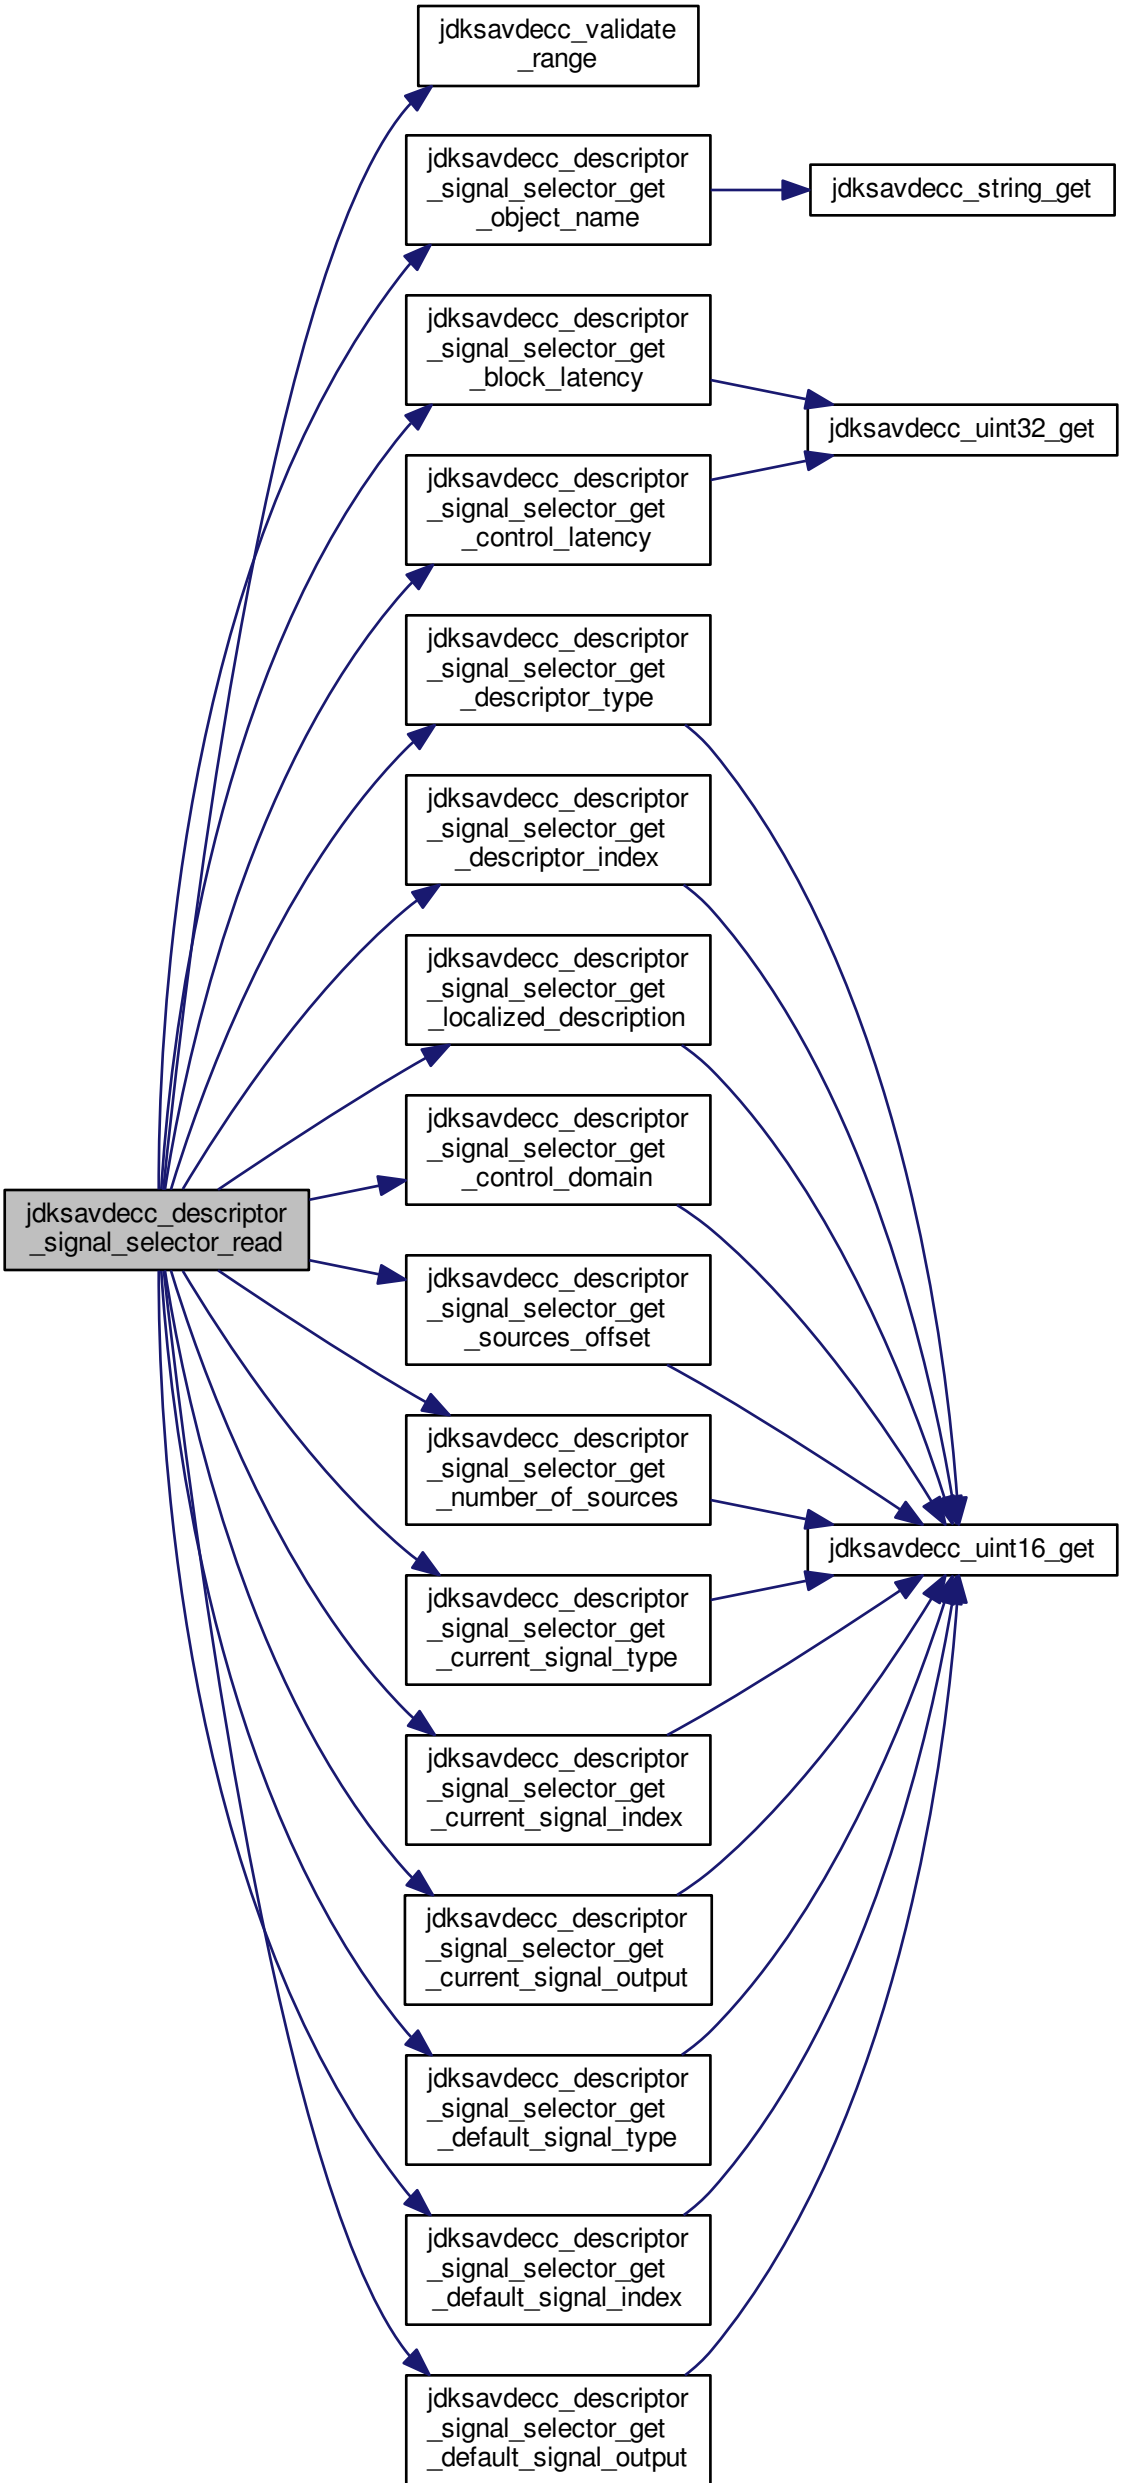 jdksavdecc_validate
_range
jdksavdecc_descriptor
_signal_selector_get
_object_name
jdksavdecc_string_get
jdksavdecc_descriptor
_signal_selector_get
_block_latency
jdksavdecc_uint32_get
jdksavdecc_descriptor
_signal_selector_get
_control_latency
jdksavdecc_descriptor
_signal_selector_get
_descriptor_type
jdksavdecc_descriptor
_signal_selector_get
_descriptor_index
jdksavdecc_descriptor
_signal_selector_get
_localized_description
jdksavdecc_descriptor
_signal_selector_get
_control_domain
jdksavdecc_descriptor
_signal_selector_read
jdksavdecc_descriptor
_signal_selector_get
_sources_offset
jdksavdecc_descriptor
_signal_selector_get
_number_of_sources
jdksavdecc_uint16_get
jdksavdecc_descriptor
_signal_selector_get
_current_signal_type
jdksavdecc_descriptor
_signal_selector_get
_current_signal_index
jdksavdecc_descriptor
_signal_selector_get
_current_signal_output
jdksavdecc_descriptor
_signal_selector_get
_default_signal_type
jdksavdecc_descriptor
_signal_selector_get
_default_signal_index
jdksavdecc_descriptor
_signal_selector_get
_default_signal_output